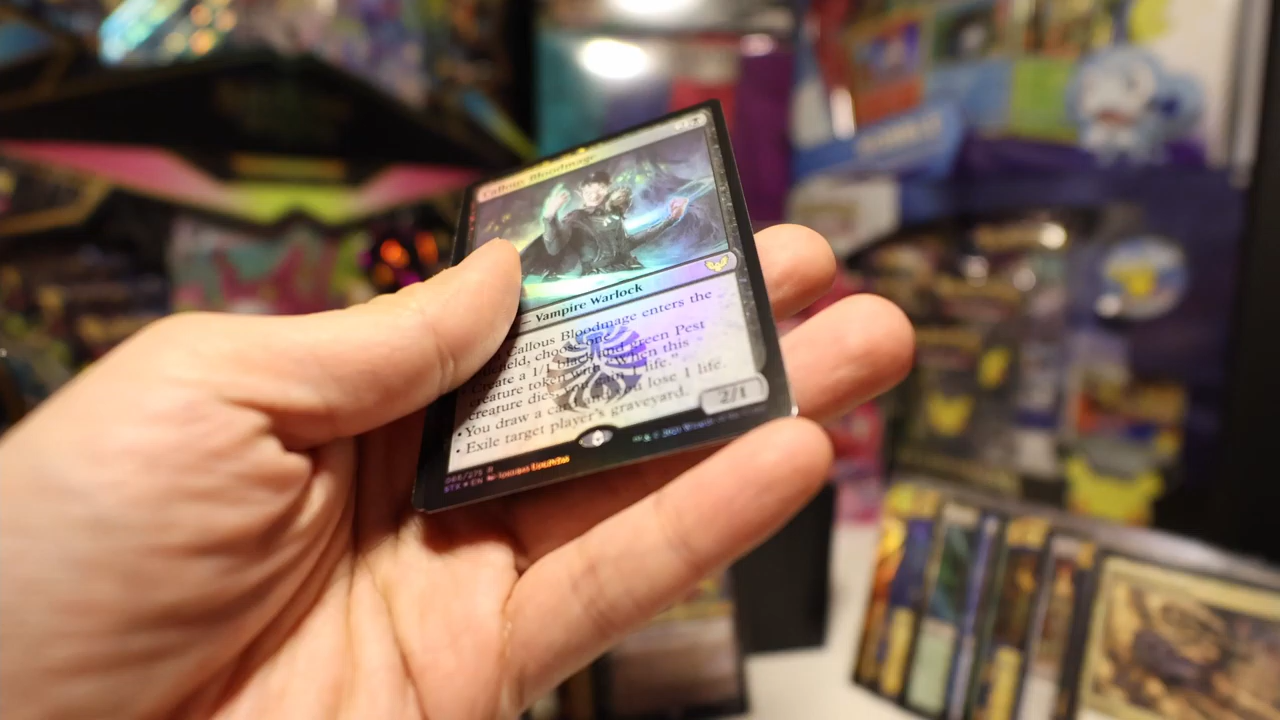 Callous Bloodmage
— Vampire Warlock
Callous Bloodmage enters the
choose one
Create a 1/1 black and green Pest
creature token with "When this
creature dies, you gain 1 life."
• You draw a card and you lose 1 life.
• Exile target player's graveyard.
2/1
066/275 R
STX • EN